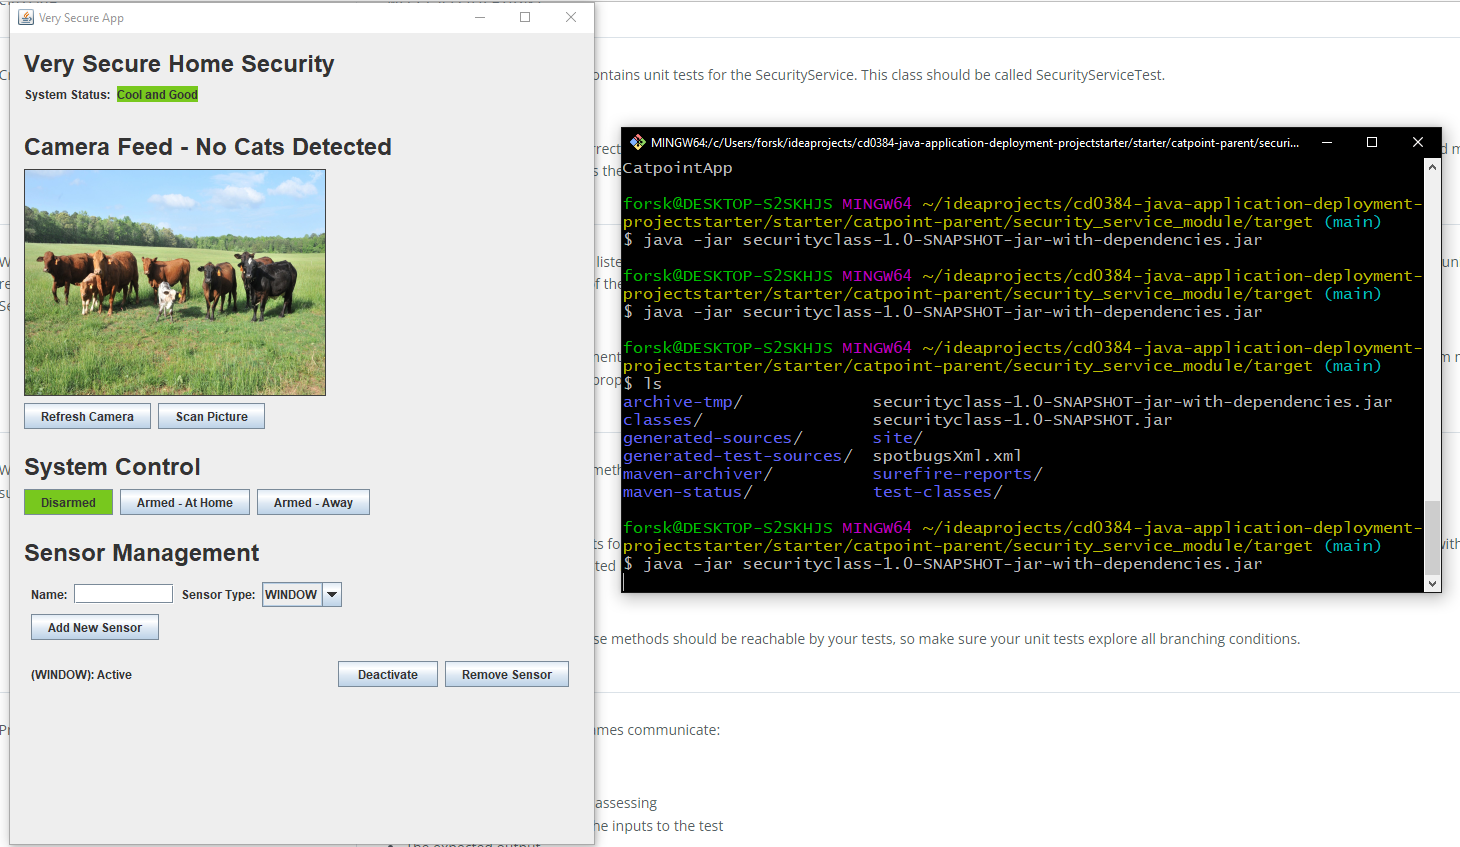 Very Secure App
Very Secure Home Security
System Status: Cool and Good
Camera Feed - No Cats Detected
Refresh Camera Scan Picture
System Control
Disarmed Armed - At Home Armed - Away
Sensor Management
Name: Sensor Type: WINDOW
Add New Sensor
(WINDOW): Active Deactivate Remove Sensor
contains unit tests for the SecurityService. This class should be called SecurityServiceTest.
MINGW64:/c/Users/forsk/ideaprojects/cd0384-java-application-deployment-projectstarter/starter/catpoint-parent/securi...
CatpointApp
forsk@DESKTOP-S2SKHJS MINGW64 ~/ideaprojects/cd0384-java-application-deployment-
projectstarter/starter/catpoint-parent/security_service_module/target (main)
$ java -jar securityclass-1.0-SNAPSHOT-jar-with-dependencies.jar
forsk@DESKTOP-S2SKHJS MINGW64 ~/ideaprojects/cd0384-java-application-deployment-
projectstarter/starter/catpoint-parent/security_service_module/target (main)
$ java -jar securityclass-1.0-SNAPSHOT-jar-with-dependencies.jar
forsk@DESKTOP-S2SKHJS MINGW64 ~/ideaprojects/cd0384-java-application-deployment-
projectstarter/starter/catpoint-parent/security_service_module/target (main)
$ ls
archive-tmp/ securityclass-1.0-SNAPSHOT-jar-with-dependencies.jar
classes/ securityclass-1.0-SNAPSHOT.jar
generated-sources/ site/
generated-test-sources/ spotbugsXml.xml
maven-archiver/ surefire-reports/
maven-status/ test-classes/
forsk@DESKTOP-S2SKHJS MINGW64 ~/ideaprojects/cd0384-java-application-deployment-
projectstarter/starter/catpoint-parent/security_service_module/target (main)
$ java -jar securityclass-1.0-SNAPSHOT-jar-with-dependencies.jar
methods should be reachable by your tests, so make sure your unit tests explore all branching conditions.
communicate:
assessing
inputs to the test